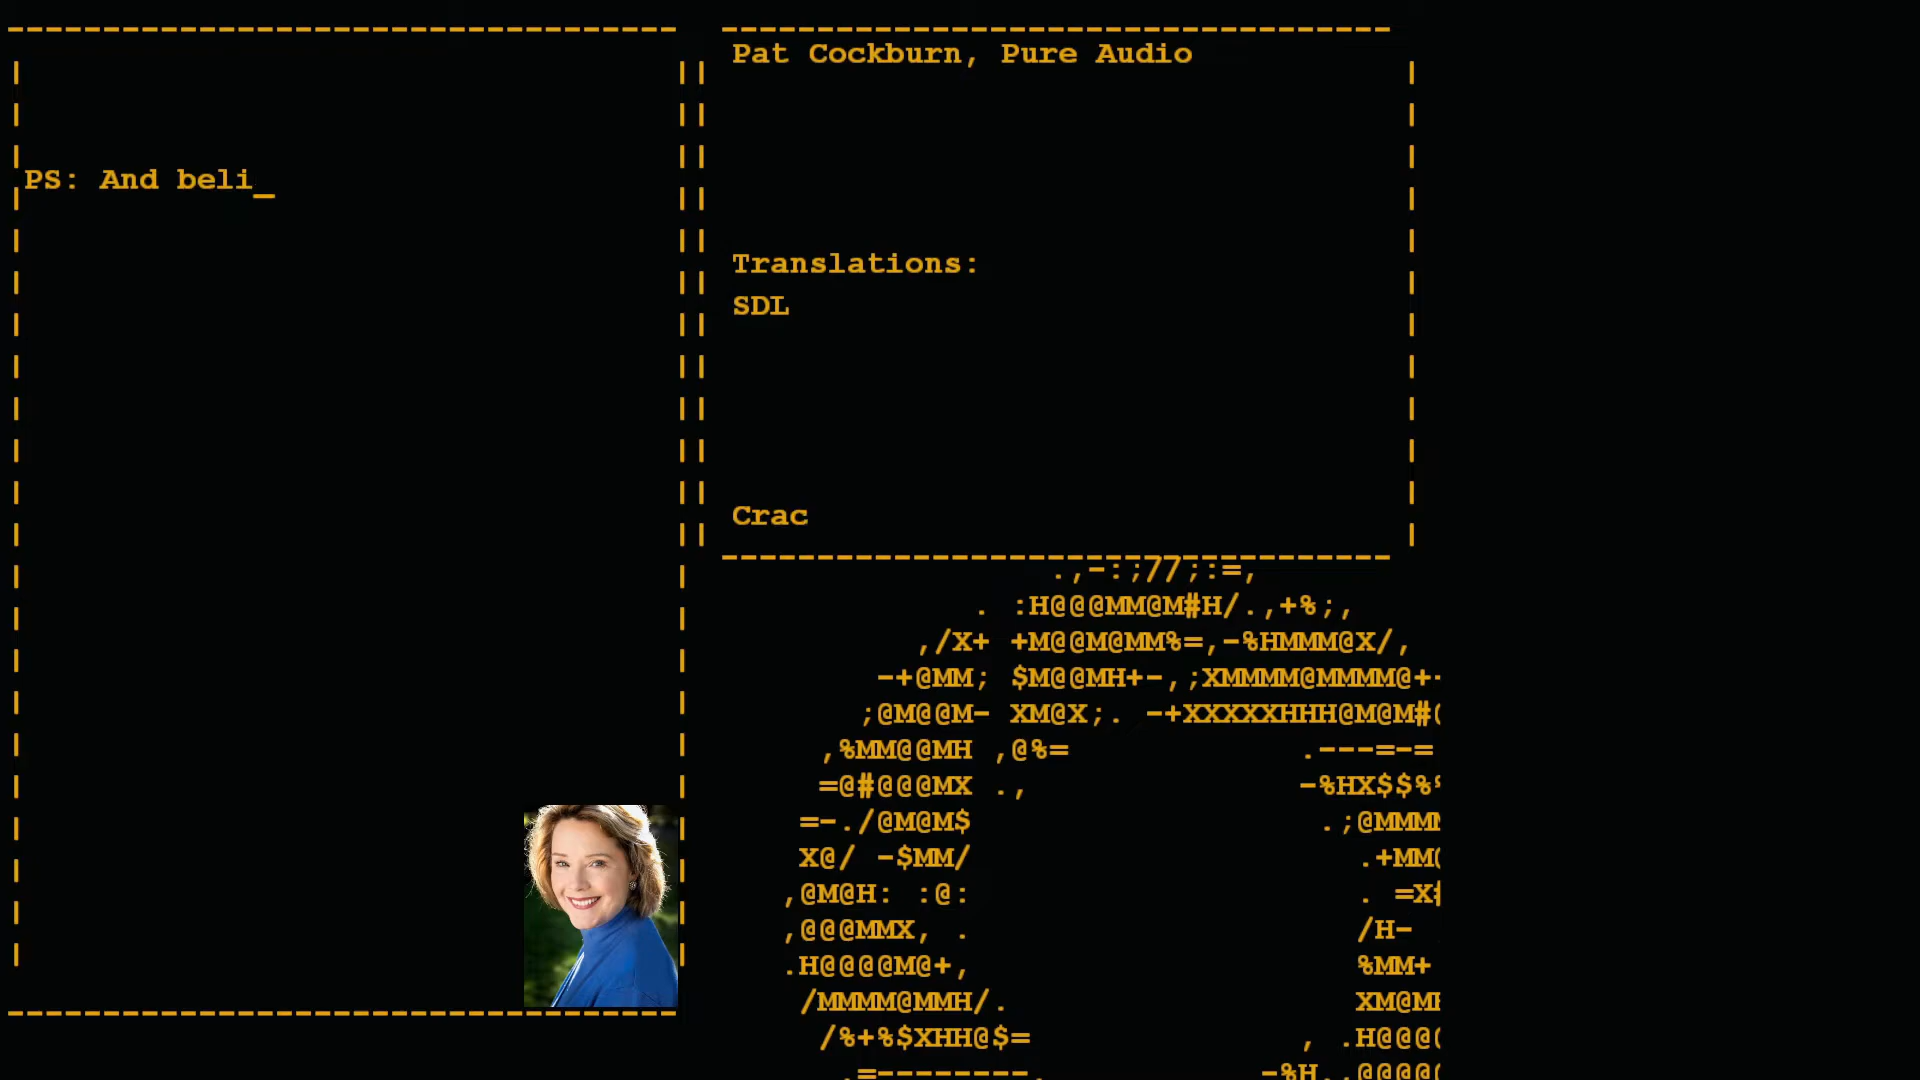 PS: And beli_
Pat Cockburn, Pure Audio
Translations:
SDL
Crac